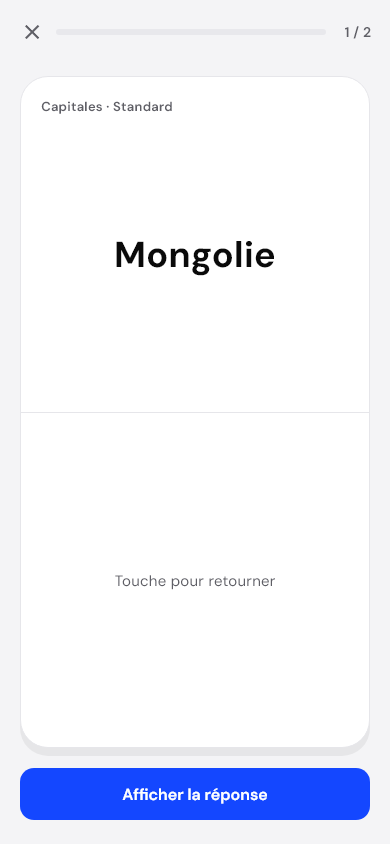 1 / 2
Capitales · Standard
Mongolie
Touche pour retourner
Afficher la réponse